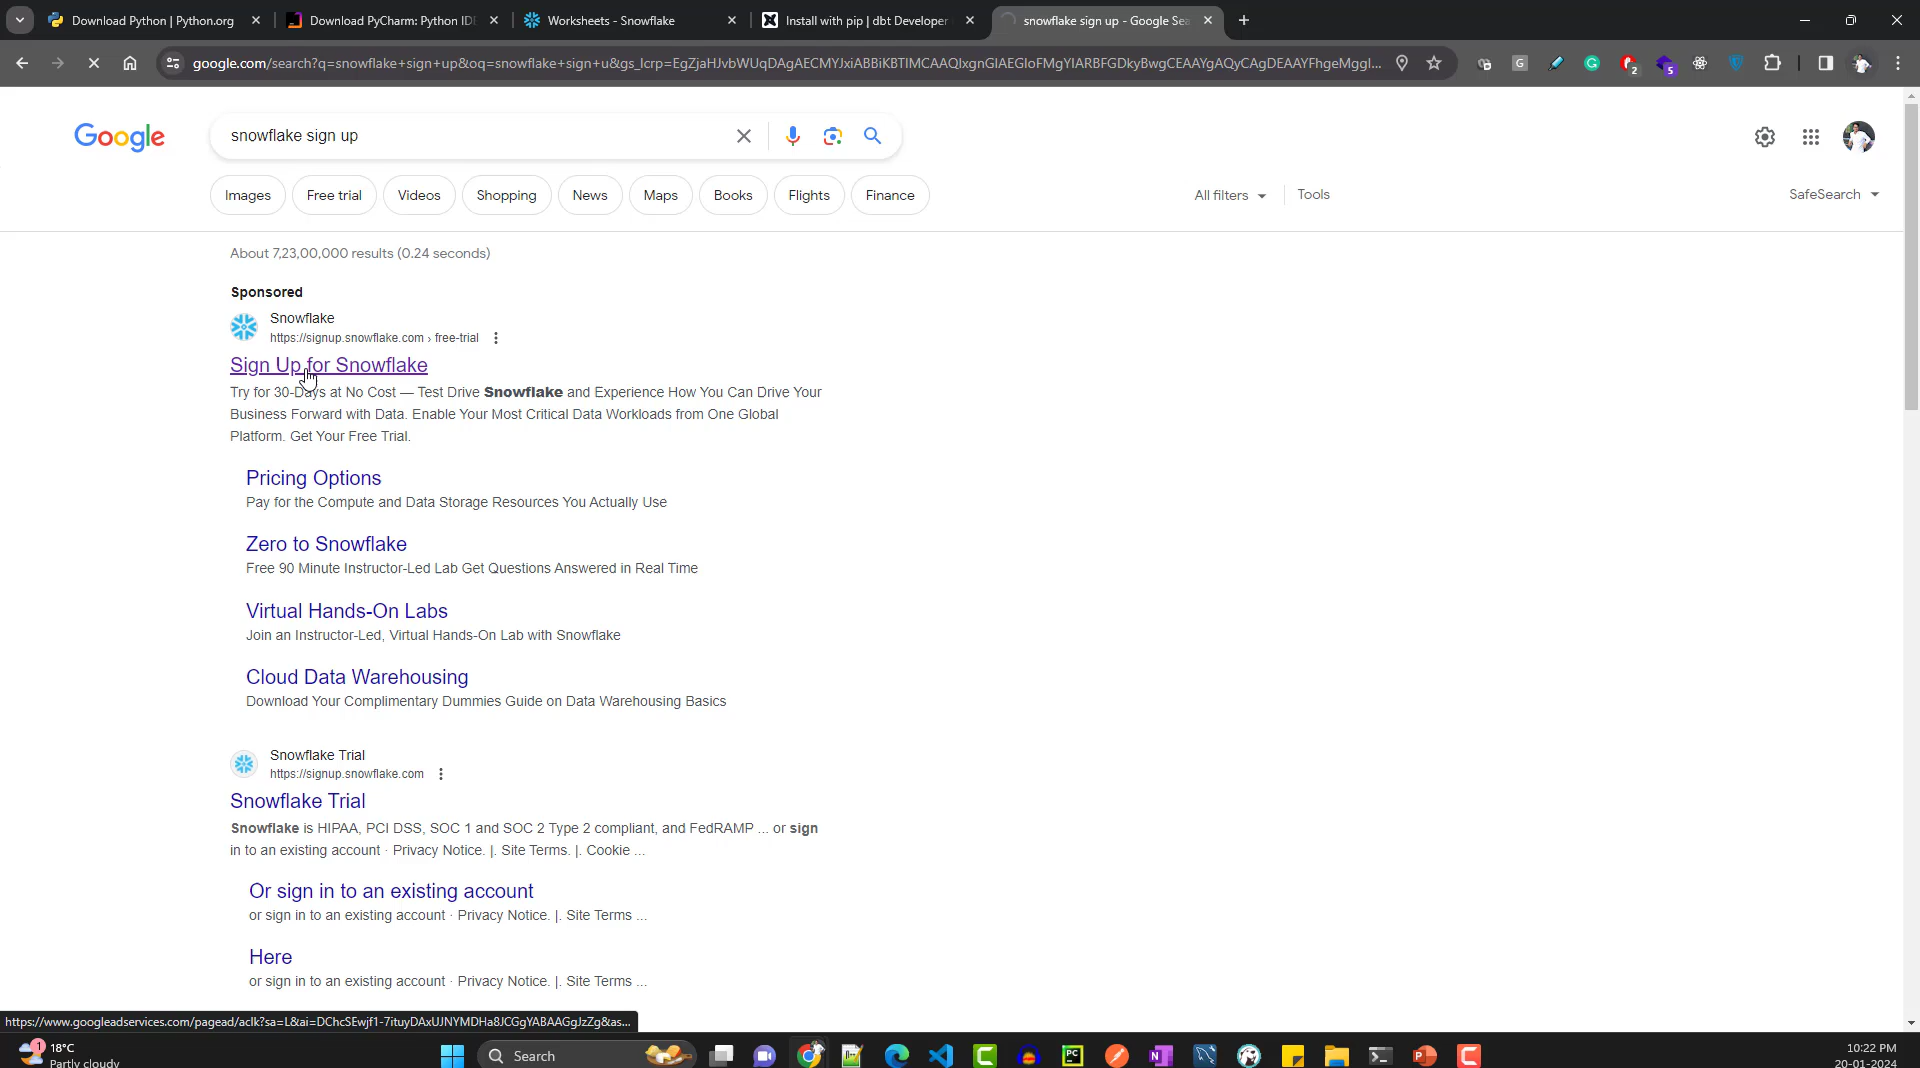 Download Python | Python.org
Download PyCharm: Python IDE
Worksheets - Snowflake
Install with pip | dbt Developer
snowflake sign up - Google Sea
google.com/search?q=snowflake+sign+up&oq=snowflake+sign+u&gs_lcrp=EgZjaHJvbWUqDAgAECMYJxiABBiKBTIMCAAQIxgnGIAEGIoFMgYIARBFGDkyBwgCEAAYgAQyCAgDEAAYFhgeMggI...
2
5
Google
snowflake sign up
Images
Free trial
Videos
Shopping
News
Maps
Books
Flights
Finance
All filters
Tools
SafeSearch
About 7,23,00,000 results (0.24 seconds)
Sponsored
Snowflake
https://signup.snowflake.com › free-trial
Sign Up for Snowflake
Try for 30-Days at No Cost — Test Drive Snowflake and Experience How You Can Drive Your
Business Forward with Data. Enable Your Most Critical Data Workloads from One Global
Platform. Get Your Free Trial.
Pricing Options
Pay for the Compute and Data Storage Resources You Actually Use
Zero to Snowflake
Free 90 Minute Instructor-Led Lab Get Questions Answered in Real Time
Virtual Hands-On Labs
Join an Instructor-Led, Virtual Hands-On Lab with Snowflake
Cloud Data Warehousing
Download Your Complimentary Dummies Guide on Data Warehousing Basics
Snowflake Trial
https://signup.snowflake.com
Snowflake Trial
Snowflake is HIPAA, PCI DSS, SOC 1 and SOC 2 Type 2 compliant, and FedRAMP ... or sign
in to an existing account · Privacy Notice. |. Site Terms. |. Cookie ...
Or sign in to an existing account
or sign in to an existing account · Privacy Notice. |. Site Terms ...
Here
or sign in to an existing account · Privacy Notice. |. Site Terms ...
https://www.googleadservices.com/pagead/aclk?sa=L&ai=DChcSEwjf1-7ituyDAxUJNYMDHa8JCGgYABAAGgJzZg&as...
1
18°C
Partly cloudy
Search
PC
10:22 PM
20-01-2024